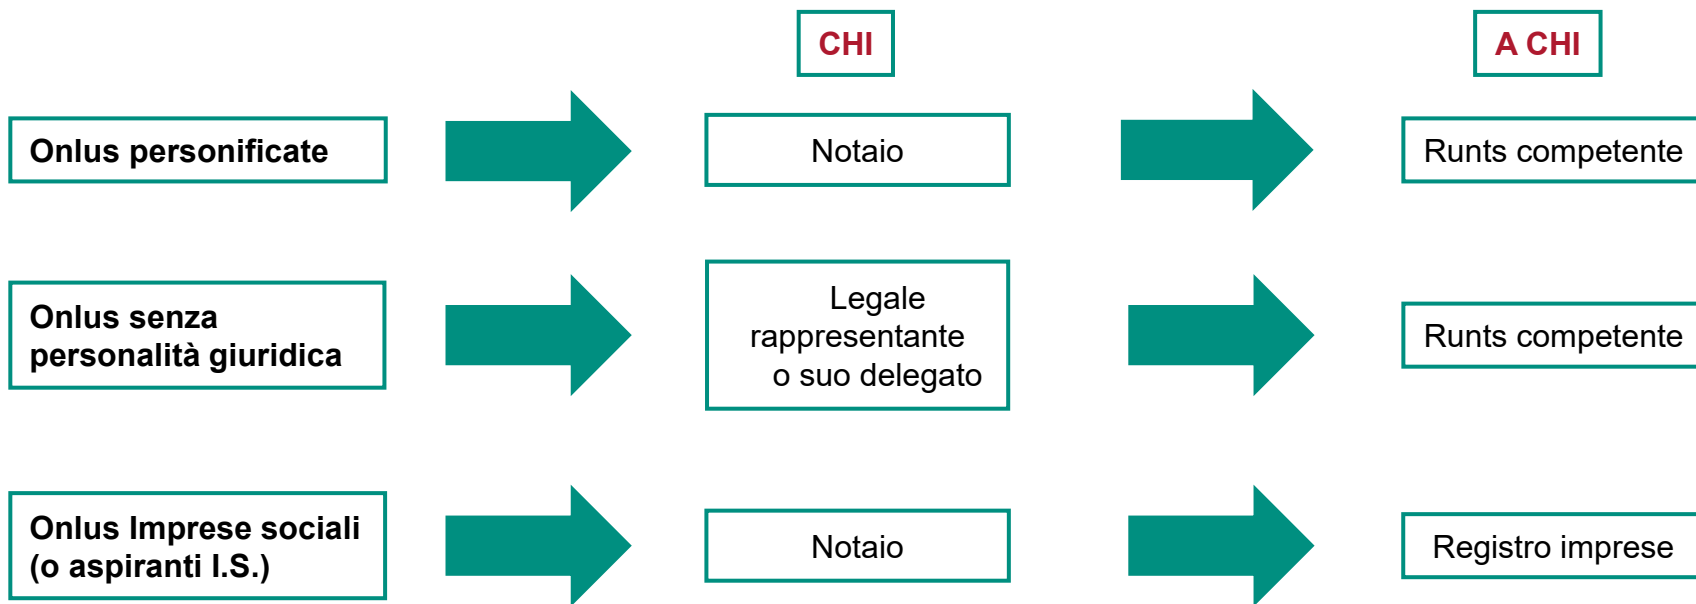 CHI
A CHI
Onlus personificate
Notaio
Runts competente
Onlus senza
personalità giuridica
Legale
rappresentante
o suo delegato
Runts competente
Onlus Imprese sociali
(o aspiranti I.S.)
Notaio
Registro imprese